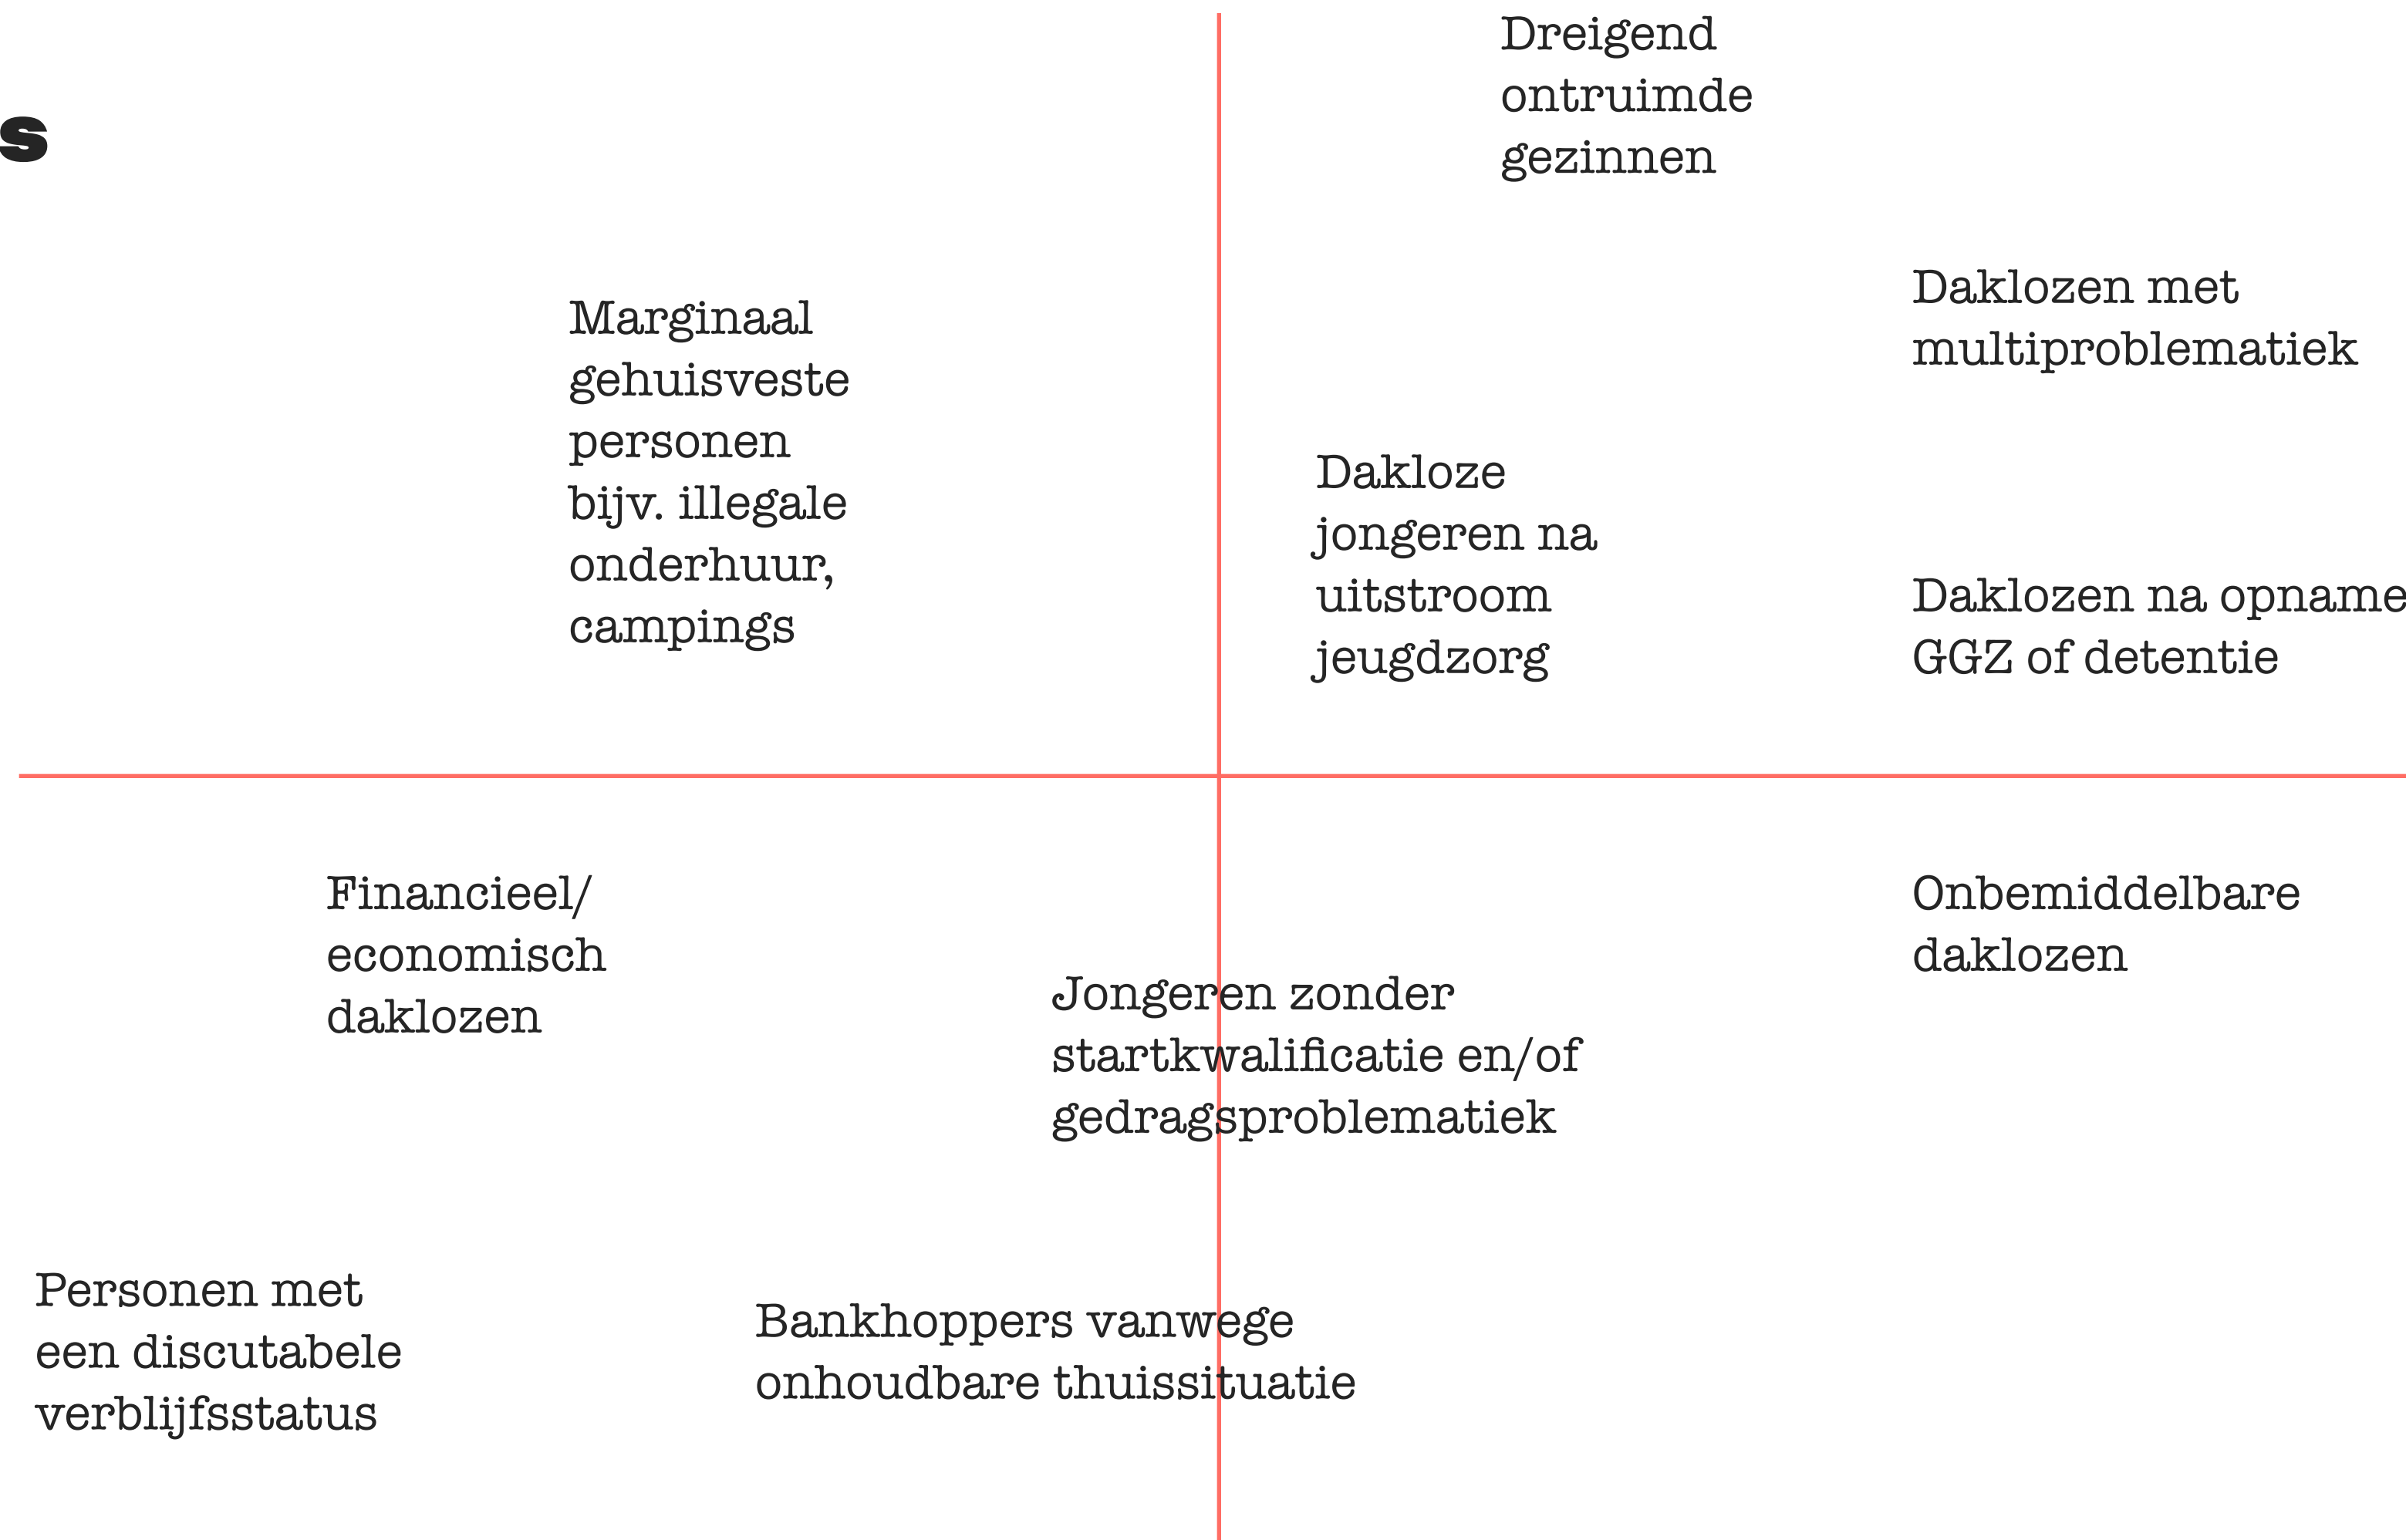 s
Dreigend
ontruimde
gezinnen
Marginaal
gehuisveste
personen
bijv. illegale
onderhuur,
campings
Daklozen met
multiproblematiek
Dakloze
jongeren na
uitstroom
jeugdzorg
Daklozen na opname
GGZ of detentie
Financieel/
economisch
daklozen
Jongeren zonder
startkwalificatie en/of
gedragsproblematiek
Onbemiddelbare
daklozen
Personen met
een discutabele
verblijfsstatus
Bankhoppers vanwege
onhoudbare thuissituatie